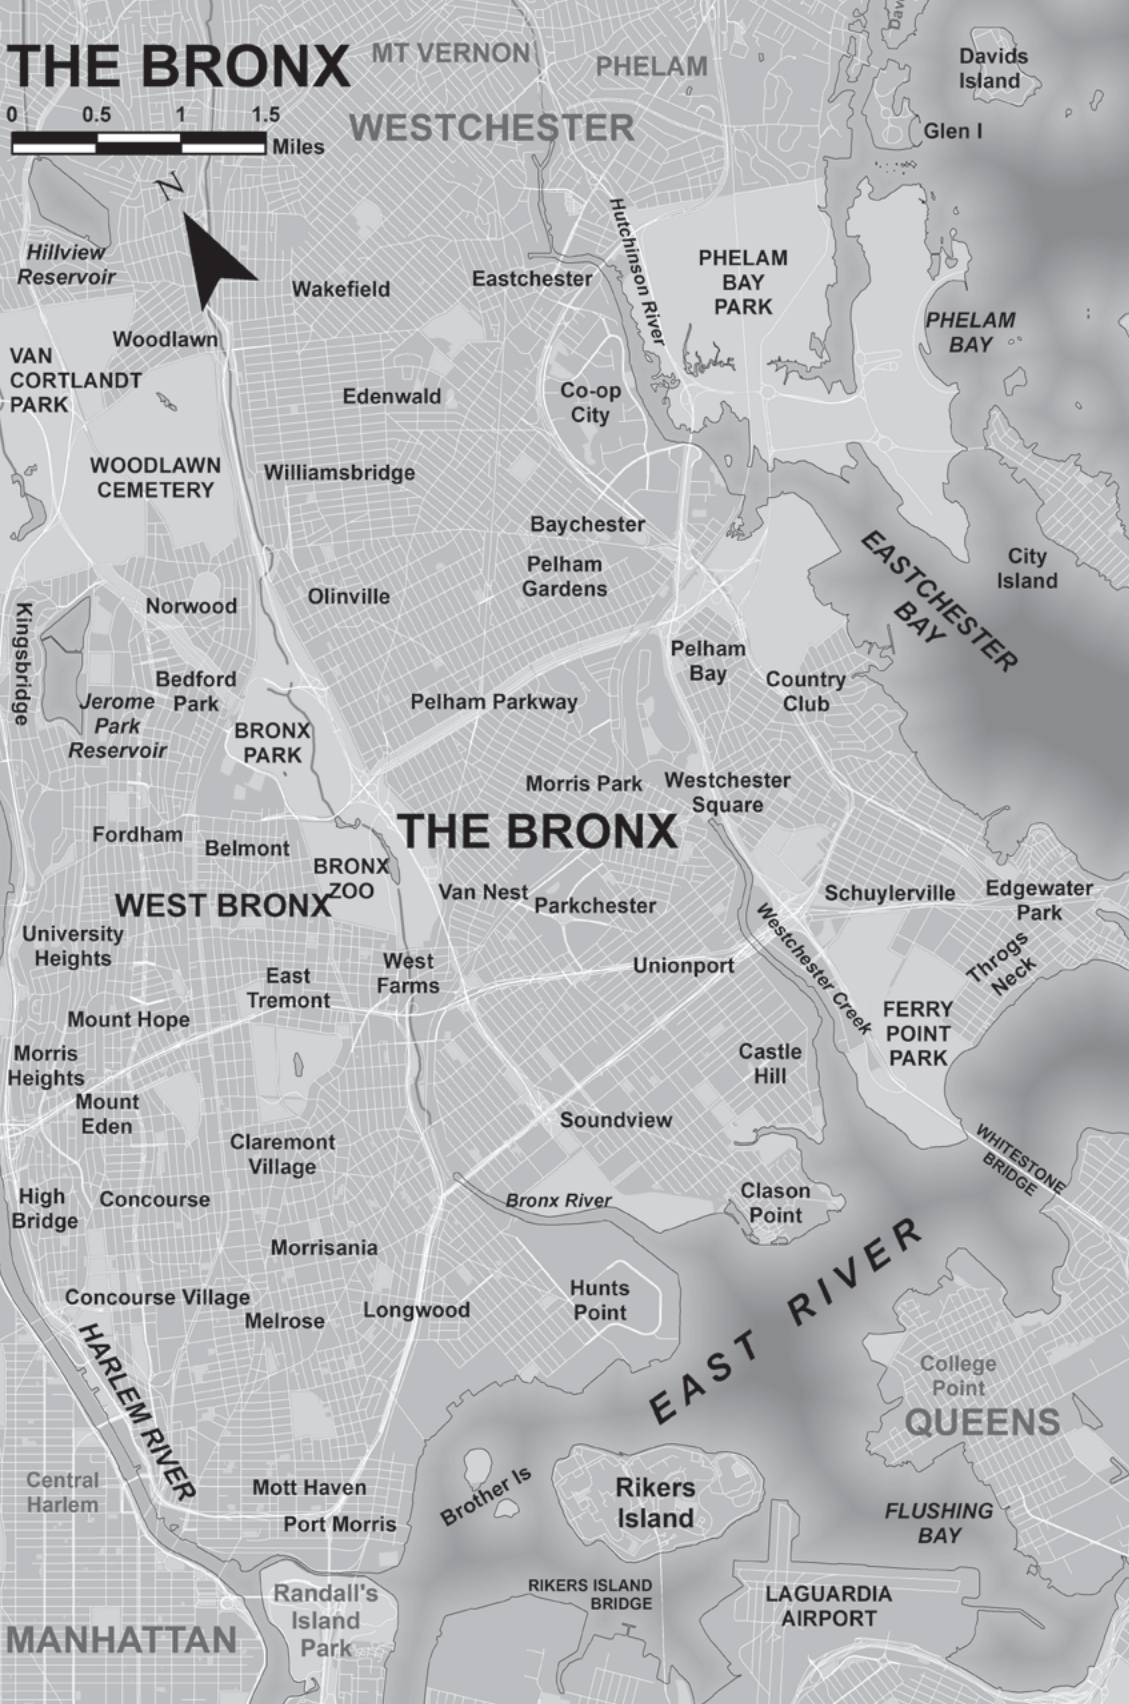 THE BRONX
MT VERNON
PHELAM
Davids
Island
0 0.5 1 1.5
Miles
WESTCHESTER
Glen I
N
Hillview
Reservoir
Hutchinson River
Wakefield
Eastchester
PHELAM
BAY
PARK
PHELAM
BAY
Woodlawn
VAN
CORTLANDT
PARK
Edenwald
Co-op
City
WOODLAWN
CEMETERY
Williamsbridge
Baychester
Pelham
Gardens
EASTCHESTER
BAY
City
Island
Kingsbridge
Norwood
Olinville
Pelham
Bay
Country
Club
Bedford
Park
Jerome
Park
Reservoir
Pelham Parkway
BRONX
PARK
Morris Park
Westchester
Square
THE BRONX
Fordham
Belmont
BRONX
ZOO
WEST BRONX
Van Nest
Parkchester
Schuylerville
Edgewater
Park
University
Heights
Westchester Creek
Throgs
Neck
East
Tremont
West
Farms
Unionport
FERRY
POINT
PARK
Mount Hope
Morris
Heights
Castle
Hill
Mount
Eden
Soundview
Claremont
Village
WHITESTONE
BRIDGE
High
Bridge
Concourse
Bronx River
Clason
Point
Morrisania
EAST RIVER
Concourse Village
Melrose
Longwood
Hunts
Point
HARLEM RIVER
College
Point
QUEENS
Central
Harlem
Mott Haven
Port Morris
Brother Is
Rikers
Island
FLUSHING
BAY
Randall's
Island
Park
RIKERS ISLAND
BRIDGE
LAGUARDIA
AIRPORT
MANHATTAN